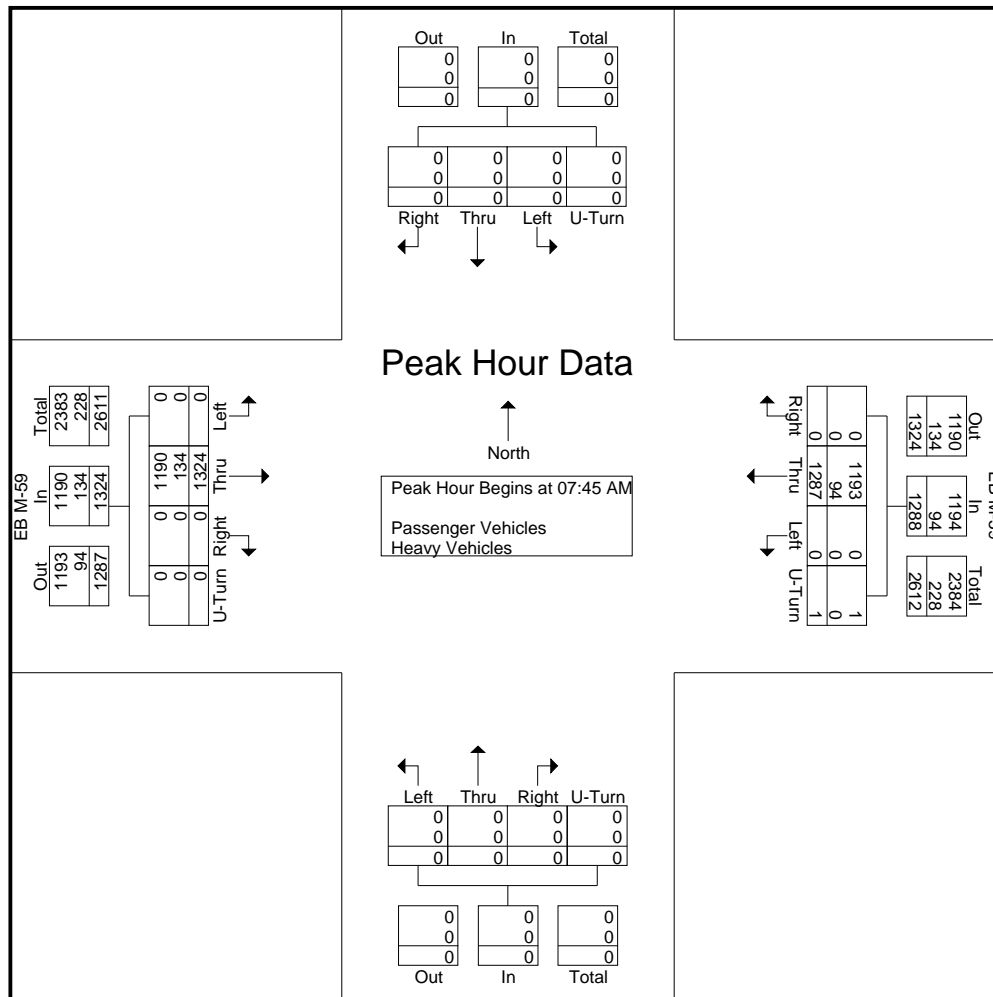 Out In Total
0 0 0
0 0 0
0 0 0
0 0 0 0
0 0 0 0
0 0 0 0
Right Thru Left U-Turn
Peak Hour Data
North
Peak Hour Begins at 07:45 AM
Passenger Vehicles
Heavy Vehicles
EB M-59
Total In Out
2383 1190 1193
228 134 94
2611 1324 1287
0 1190 0 0
0 134 0 0
0 1324 0 0
Left Thru Right U-Turn
Right Thru Left U-Turn
0 1287 0 1
0 94 0 0
0 1193 0 1
1324 1288 2612
134 94 228
1190 1194 2384
Out In Total
Left Thru Right U-Turn
0 0 0 0
0 0 0 0
0 0 0 0
0 0 0
0 0 0
0 0 0
Out In Total